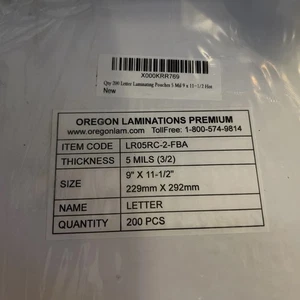 X000KRR769
Qty 200 Letter Laminating Pouches 5 Mil 9 x 11-1/2 Hot
New
OREGON LAMINATIONS PREMIUM
www.oregonlam.com TollFree: 1-800-574-9814
ITEM CODE LR05RC-2-FBA
THICKNESS 5 MILS (3/2)
SIZE 9" X 11-1/2"
229mm X 292mm
NAME LETTER
QUANTITY 200 PCS